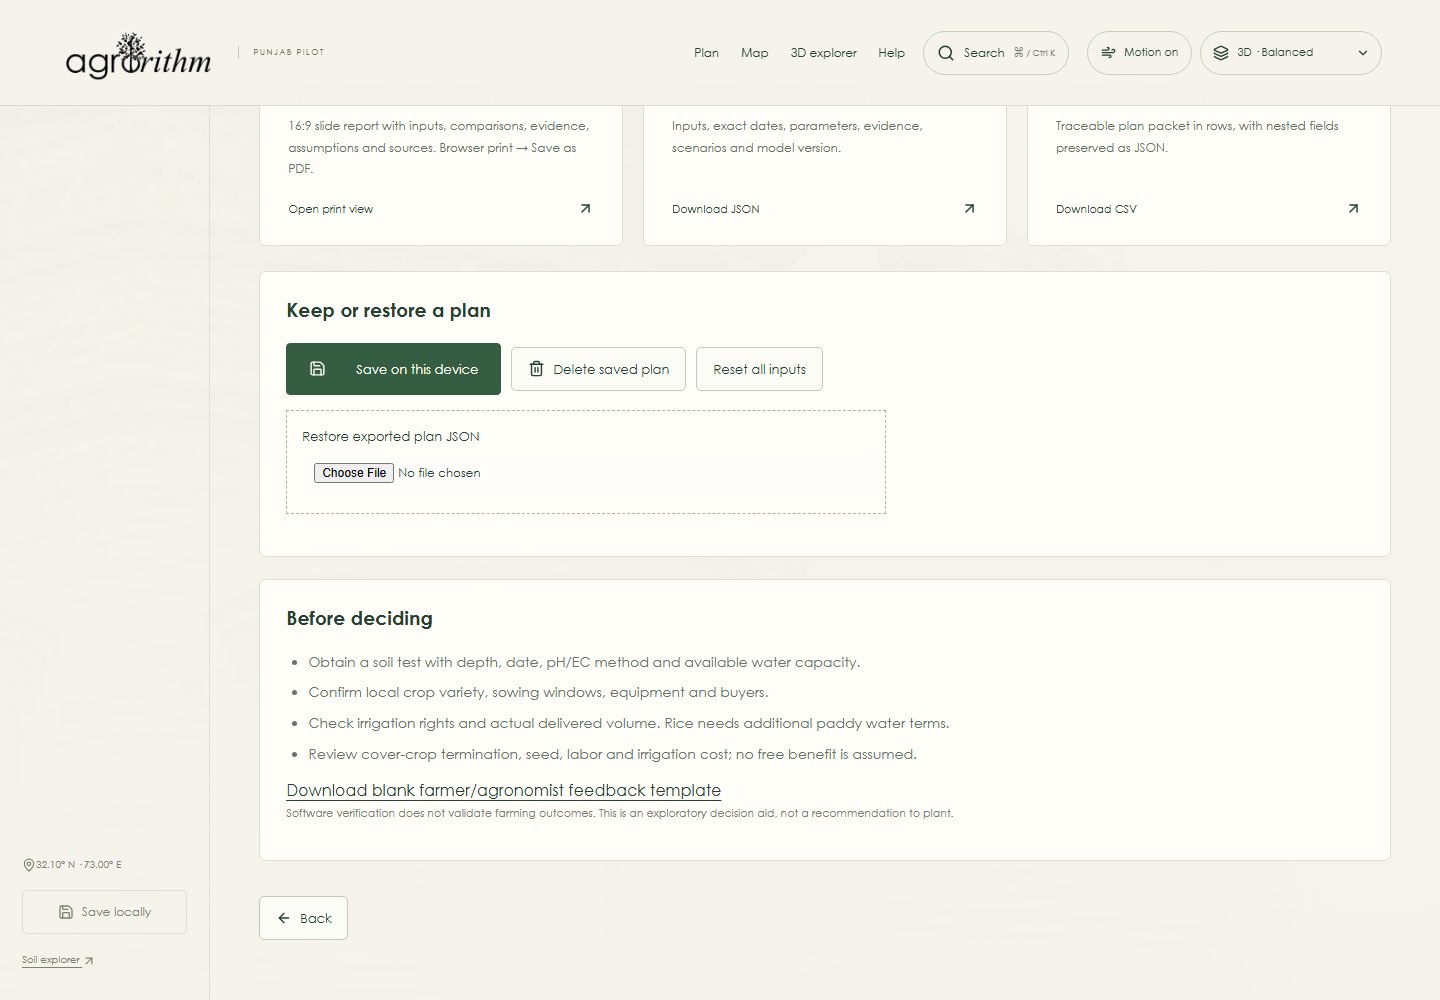 agrorithm
PUNJAB PILOT
Plan
Map
3D explorer
Help
Search ⌘ / Ctrl K
Motion on
3D · Balanced
16:9 slide report with inputs, comparisons, evidence,
assumptions and sources. Browser print → Save as
PDF.
Open print view
Inputs, exact dates, parameters, evidence,
scenarios and model version.
Download JSON
Traceable plan packet in rows, with nested fields
preserved as JSON.
Download CSV
Keep or restore a plan
Save on this device
Delete saved plan
Reset all inputs
Restore exported plan JSON
Choose File No file chosen
Before deciding
• Obtain a soil test with depth, date, pH/EC method and available water capacity.
• Confirm local crop variety, sowing windows, equipment and buyers.
• Check irrigation rights and actual delivered volume. Rice needs additional paddy water terms.
• Review cover-crop termination, seed, labor and irrigation cost; no free benefit is assumed.
Download blank farmer/agronomist feedback template
Software verification does not validate farming outcomes. This is an exploratory decision aid, not a recommendation to plant.
32.10° N · 73.00° E
Save locally
Soil explorer
Back